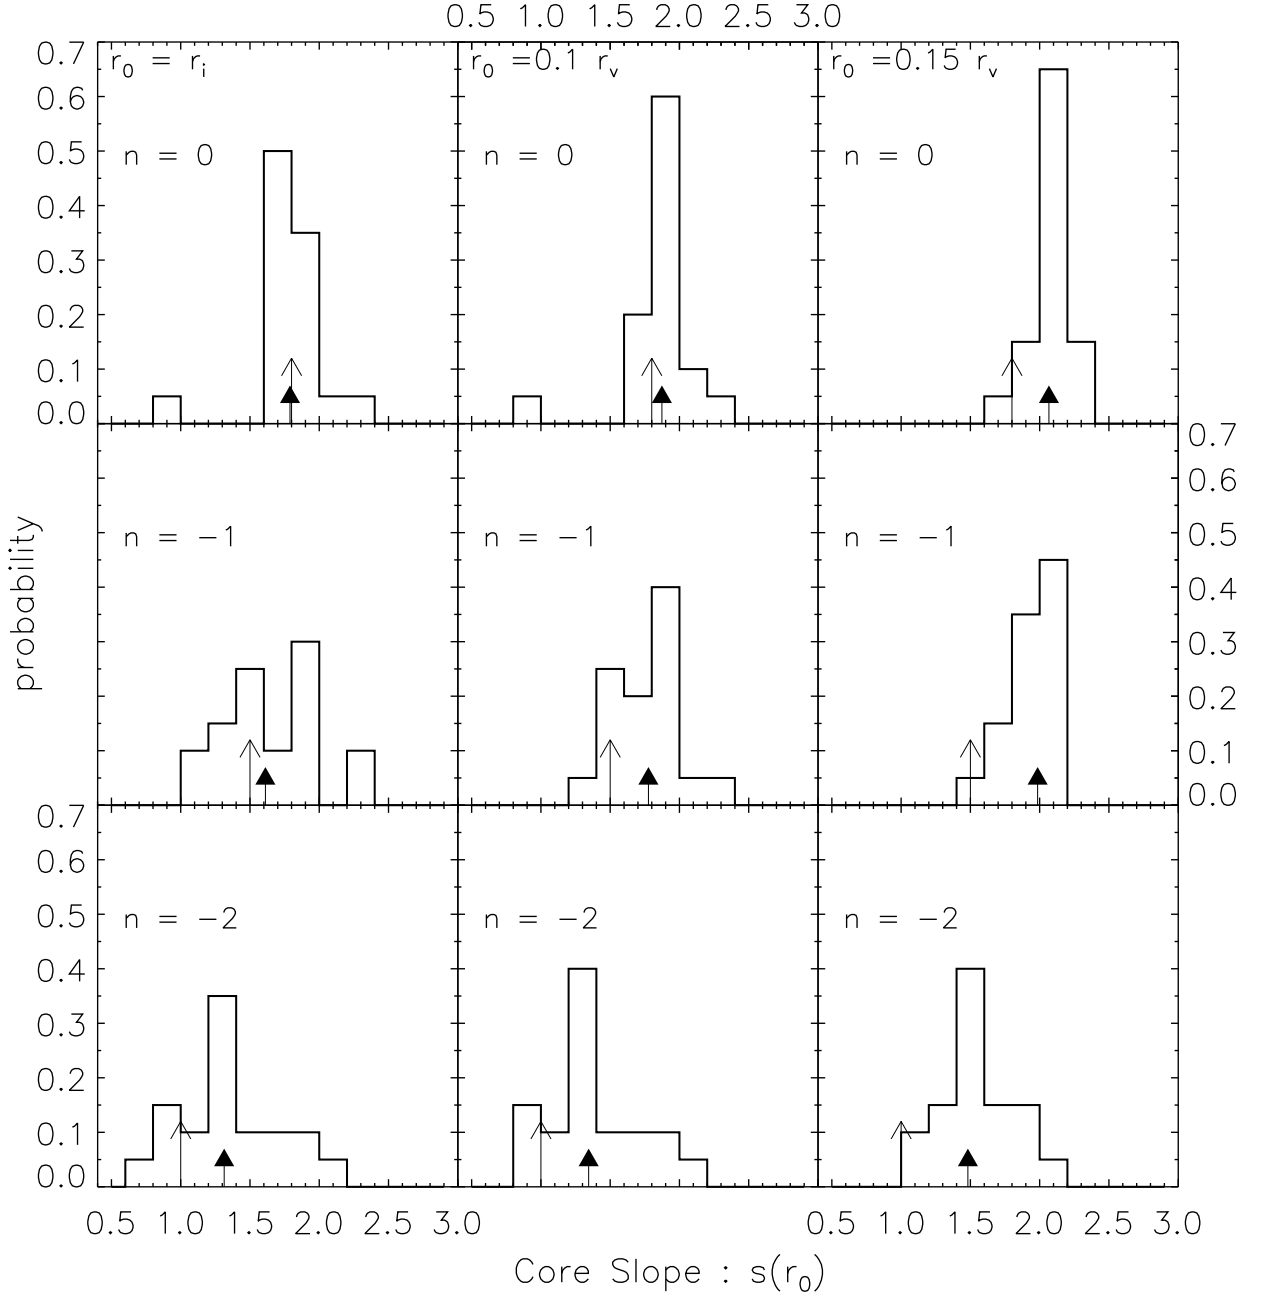 0.5 1.0 1.5 2.0 2.5 3.0
r₀ = rᵢ
r₀ =0.1 rᵥ
r₀ =0.15 rᵥ
0.7
0.6
0.5
0.4
0.3
0.2
0.1
0.0
n = 0
n = 0
n = 0
0.7
0.6
0.5
0.4
0.3
0.2
0.1
0.0
n = -1
n = -1
n = -1
probability
0.7
0.6
0.5
0.4
0.3
0.2
0.1
0.0
n = -2
n = -2
n = -2
0.5 1.0 1.5 2.0 2.5 3.0
0.5 1.0 1.5 2.0 2.5 3.0
Core Slope : s(r₀)